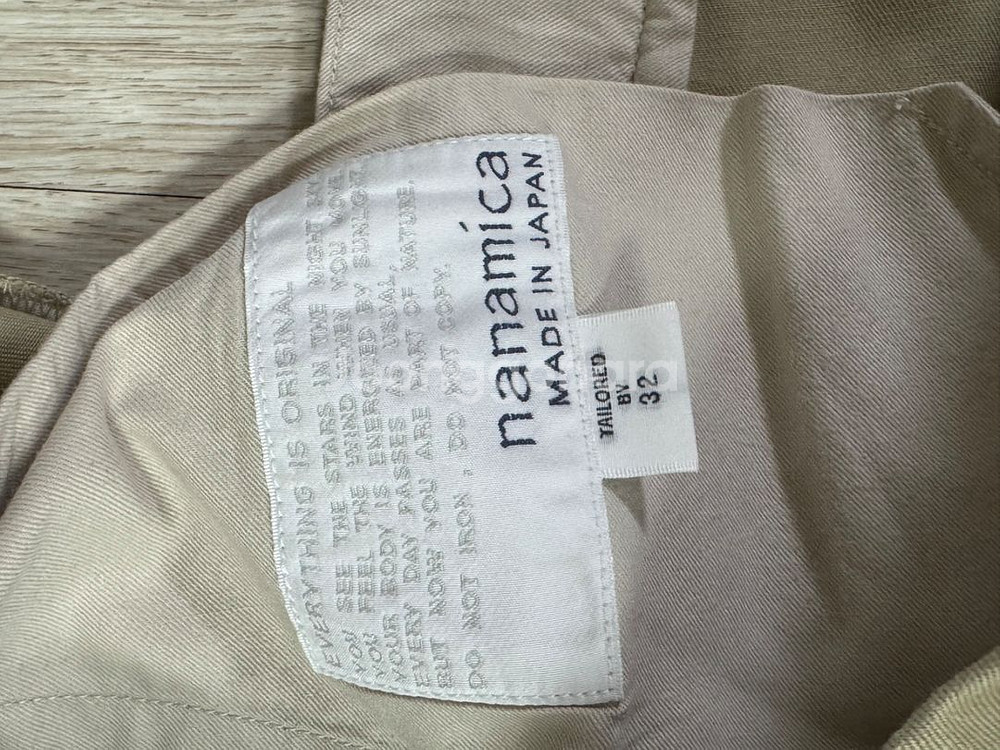 EVERYTHING IS ORIGINAL
YOU SEE THE STARS IN THE NIGHT
YOU FEEL THE WIND WHEN YOU MOVE
YOUR BODY IS ENERGIZED BY
EVERY DAY PASSES AS USUAL,
BUT NOW YOU ARE PART OF NATURE.
DO NOT IRON , DO NOT COPY.
nanamica
MADE IN JAPAN
TAILORED
BY
32